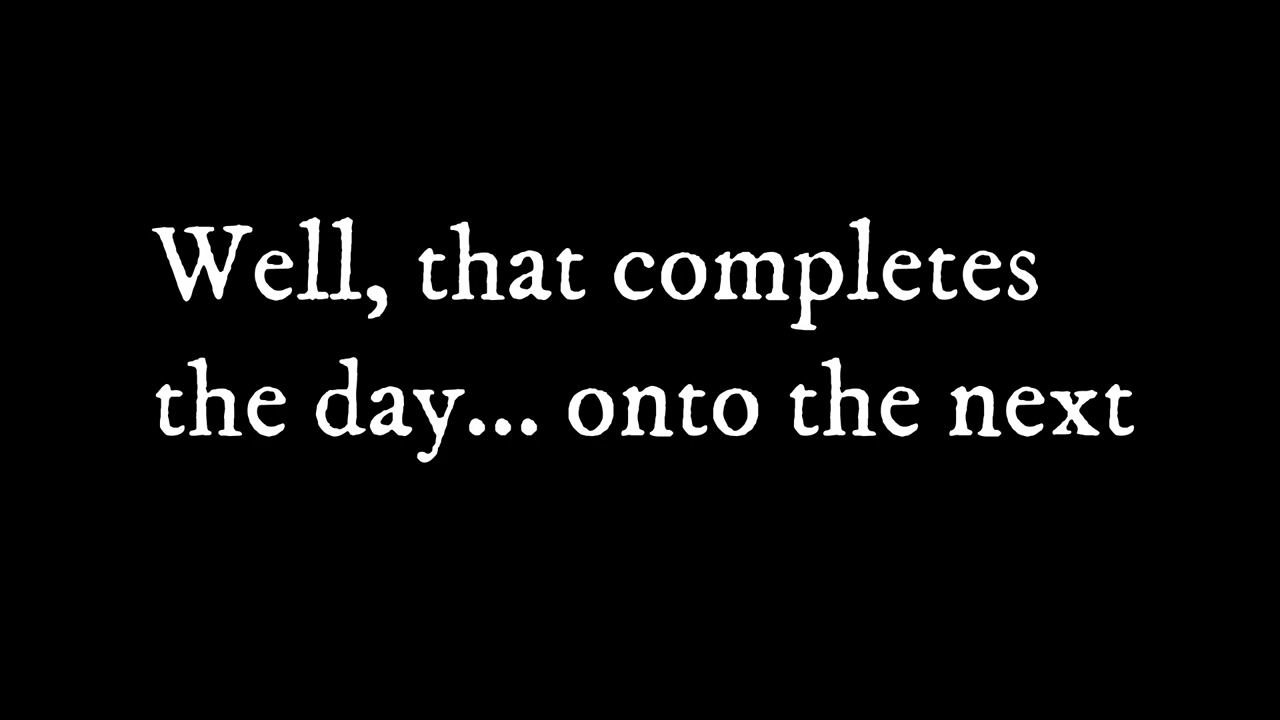 Well, that completes
the day... onto the next